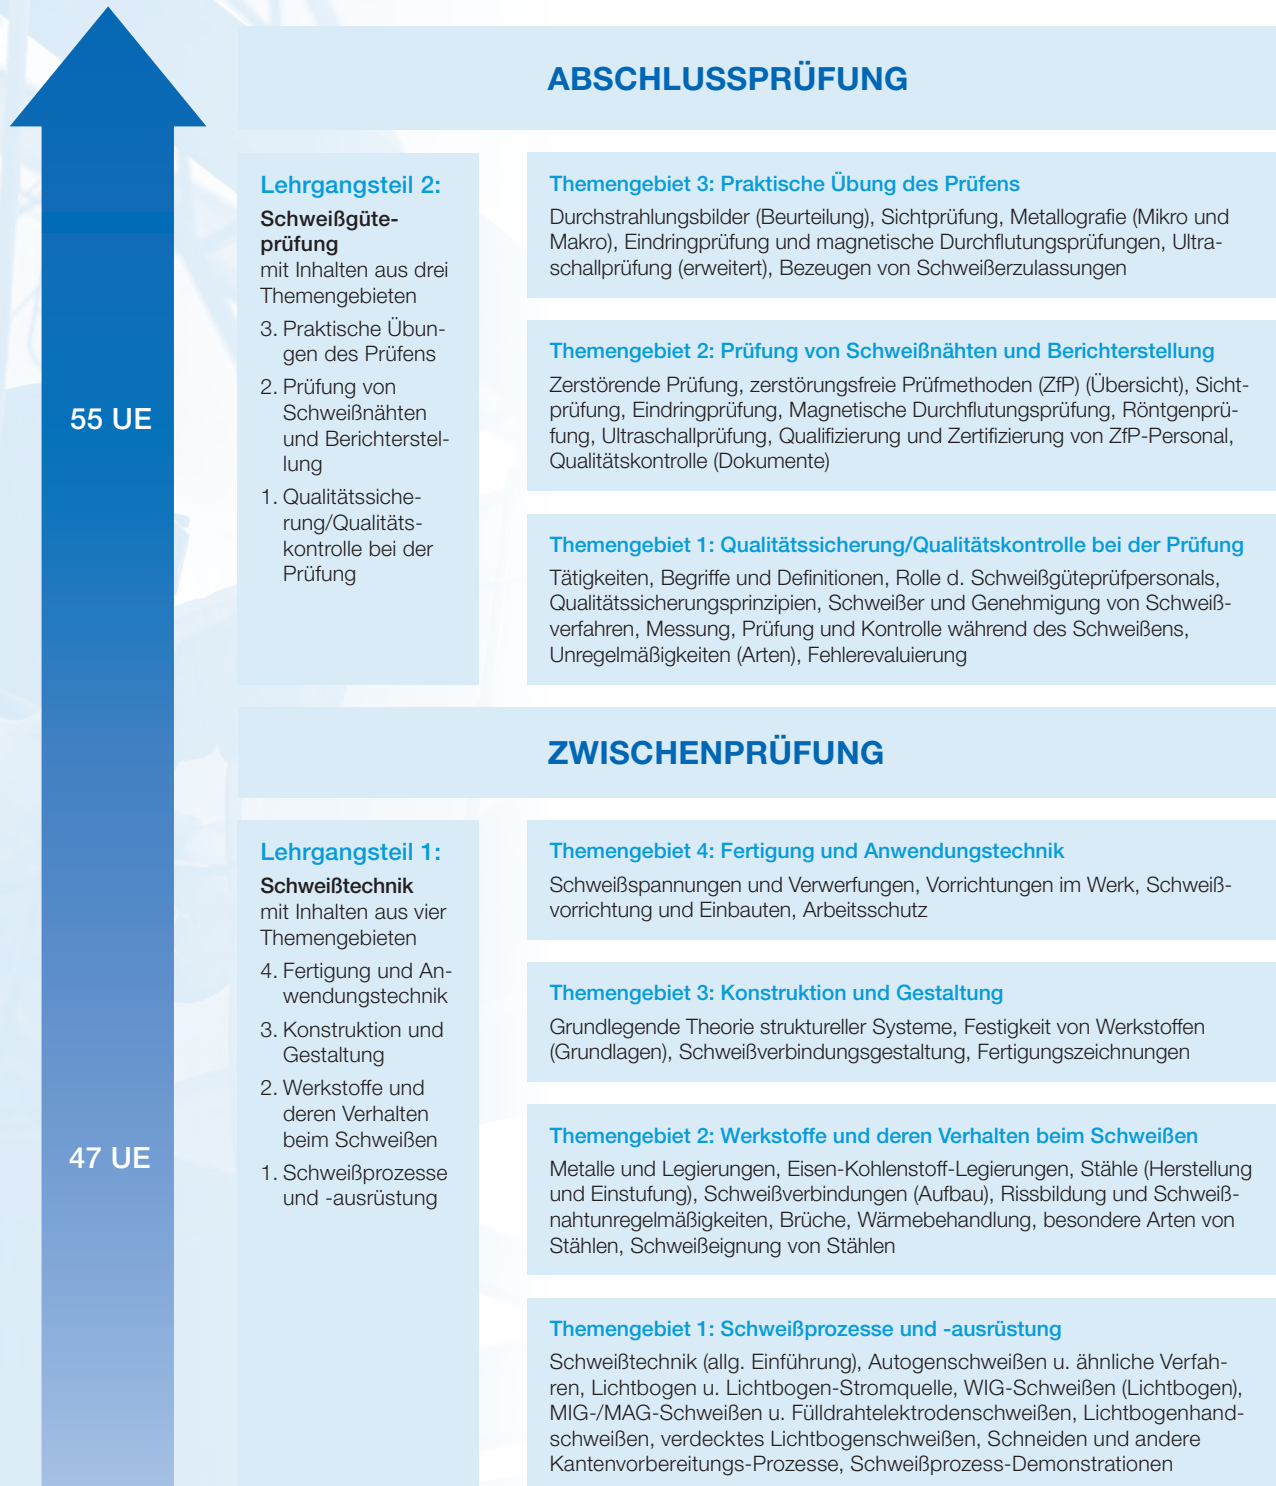 ABSCHLUSSPRÜFUNG
55 UE
Lehrgangsteil 2:
Schweißgüte-
prüfung
mit Inhalten aus drei
Themengebieten
3. Praktische Übun-
gen des Prüfens
2. Prüfung von
Schweißnähten
und Berichterstel-
lung
1. Qualitätssiche-
rung/Qualitäts-
kontrolle bei der
Prüfung
Themengebiet 3: Praktische Übung des Prüfens
Durchstrahlungsbilder (Beurteilung), Sichtprüfung, Metallografie (Mikro und
Makro), Eindringprüfung und magnetische Durchflutungsprüfungen, Ultra-
schallprüfung (erweitert), Bezeugen von Schweißerzulassungen
Themengebiet 2: Prüfung von Schweißnähten und Berichterstellung
Zerstörende Prüfung, zerstörungsfreie Prüfmethoden (ZfP) (Übersicht), Sicht-
prüfung, Eindringprüfung, Magnetische Durchflutungsprüfung, Röntgenprü-
fung, Ultraschallprüfung, Qualifizierung und Zertifizierung von ZfP-Personal,
Qualitätskontrolle (Dokumente)
Themengebiet 1: Qualitätssicherung/Qualitätskontrolle bei der Prüfung
Tätigkeiten, Begriffe und Definitionen, Rolle d. Schweißgüteprüfpersonals,
Qualitätssicherungsprinzipien, Schweißer und Genehmigung von Schweiß-
verfahren, Messung, Prüfung und Kontrolle während des Schweißens,
Unregelmäßigkeiten (Arten), Fehlerevaluierung
ZWISCHENPRÜFUNG
47 UE
Lehrgangsteil 1:
Schweißtechnik
mit Inhalten aus vier
Themengebieten
4. Fertigung und An-
wendungstechnik
3. Konstruktion und
Gestaltung
2. Werkstoffe und
deren Verhalten
beim Schweißen
1. Schweißprozesse
und -ausrüstung
Themengebiet 4: Fertigung und Anwendungstechnik
Schweißspannungen und Verwerfungen, Vorrichtungen im Werk, Schweiß-
vorrichtung und Einbauten, Arbeitsschutz
Themengebiet 3: Konstruktion und Gestaltung
Grundlegende Theorie struktureller Systeme, Festigkeit von Werkstoffen
(Grundlagen), Schweißverbindungsgestaltung, Fertigungszeichnungen
Themengebiet 2: Werkstoffe und deren Verhalten beim Schweißen
Metalle und Legierungen, Eisen-Kohlenstoff-Legierungen, Stähle (Herstellung
und Einstufung), Schweißverbindungen (Aufbau), Rissbildung und Schweiß-
nahtunregelmäßigkeiten, Brüche, Wärmebehandlung, besondere Arten von
Stählen, Schweißeignung von Stählen
Themengebiet 1: Schweißprozesse und -ausrüstung
Schweißtechnik (allg. Einführung), Autogenschweißen u. ähnliche Verfah-
ren, Lichtbogen u. Lichtbogen-Stromquelle, WIG-Schweißen (Lichtbogen),
MIG-/MAG-Schweißen u. Fülldrahtelektrodenschweißen, Lichtbogenhand-
schweißen, verdecktes Lichtbogenschweißen, Schneiden und andere
Kantenvorbereitungs-Prozesse, Schweißprozess-Demonstrationen